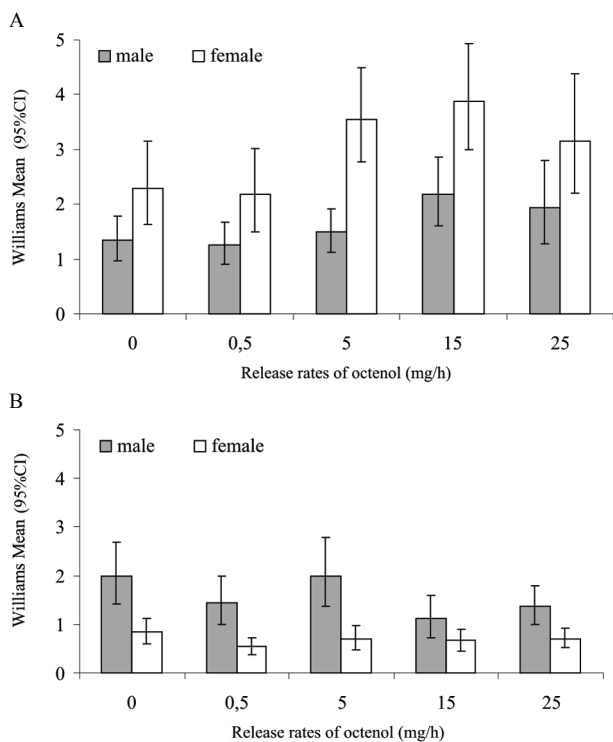 A
5
male female
4
3
2
1
0
Williams Mean (95%CI)
0 0,5 5 15 25
Release rates of octenol (mg/h)
B
5
male female
4
3
2
1
0
Williams Mean (95%CI)
0 0,5 5 15 25
Release rates of octenol (mg/h)